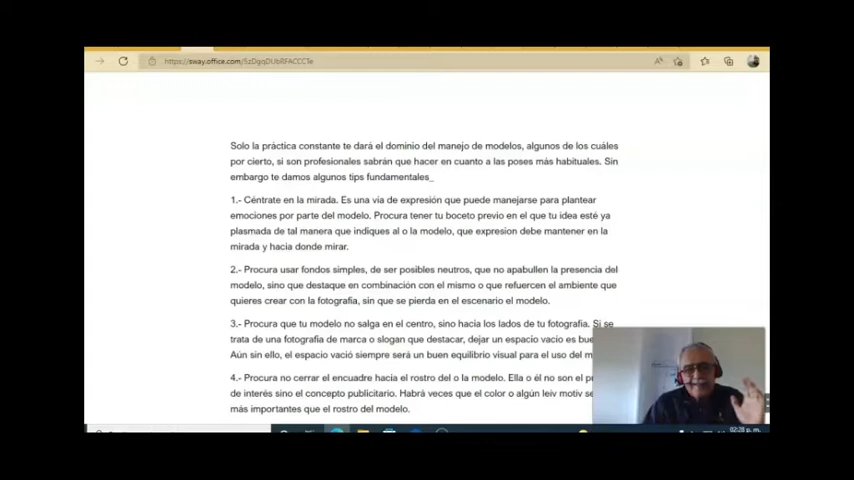 https://sway.office.com/SzDgqDUbRFACCCTe
Solo la práctica constante te dará el dominio del manejo de modelos, algunos de los cuáles
por cierto, si son profesionales sabrán que hacer en cuanto a las poses más habituales. Sin
embargo te damos algunos tips fundamentales_
1.- Céntrate en la mirada. Es una vía de expresión que puede manejarse para plantear
emociones por parte del modelo. Procura tener tu boceto previo en el que tu idea esté ya
plasmada de tal manera que indiques al o la modelo, que expresion debe mantener en la
mirada y hacia donde mirar.
2.- Procura usar fondos simples, de ser posibles neutros, que no apabullen la presencia del
modelo, sino que destaque en combinación con el mismo o que refuercen el ambiente que
quieres crear con la fotografía, sin que se pierda en el escenario el modelo.
3.- Procura que tu modelo no salga en el centro, sino hacia los lados de tu fotografía. Si se
trata de una fotografía de marca o slogan que destacar, dejar un espacio vacío es bue
Aún sin ello, el espacio vació siempre será un buen equilibrio visual para el uso del m
4.- Procura no cerrar el encuadre hacia el rostro del o la modelo. Ella o él no son el p
de interés sino el concepto publicitario. Habrá veces que el color o algún leiv motiv se
más importantes que el rostro del modelo.